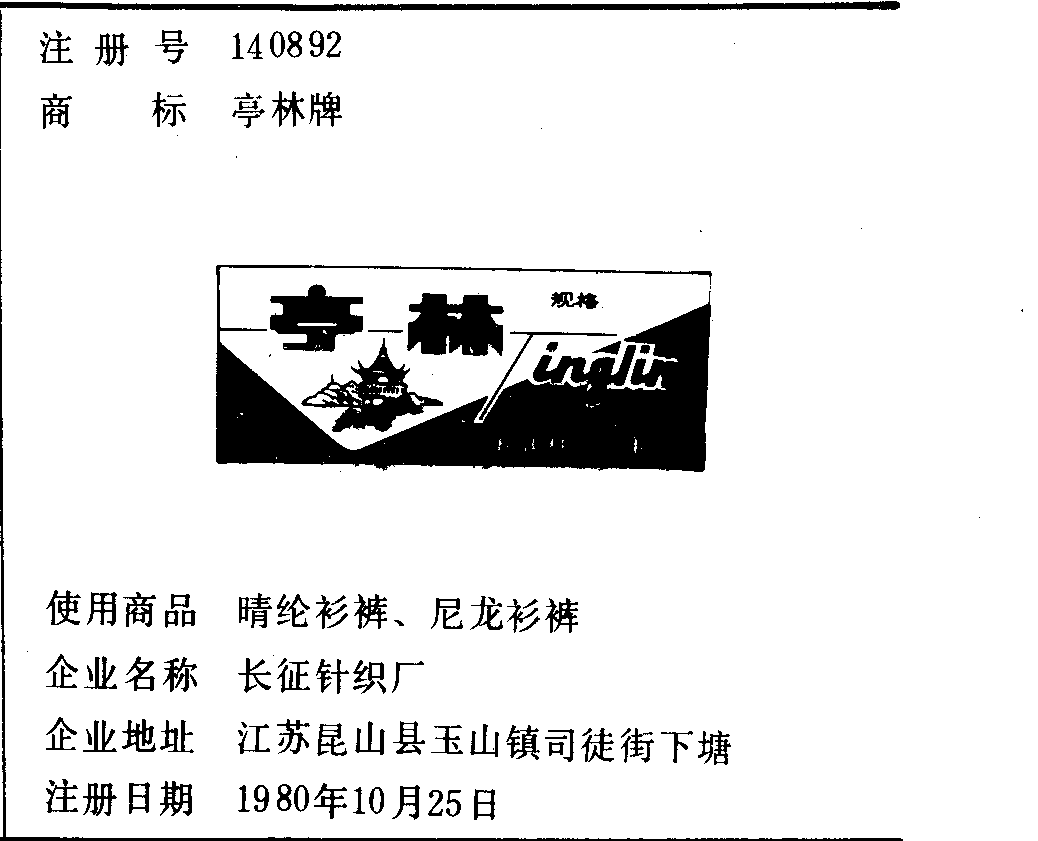 注册号 140892
商标 亭林牌
亭林 规格
Tinglin
使用商品 晴纶衫裤、尼龙衫裤
企业名称 长征针织厂
企业地址 江苏昆山县玉山镇司徒街下塘
注册日期 1980年10月25日